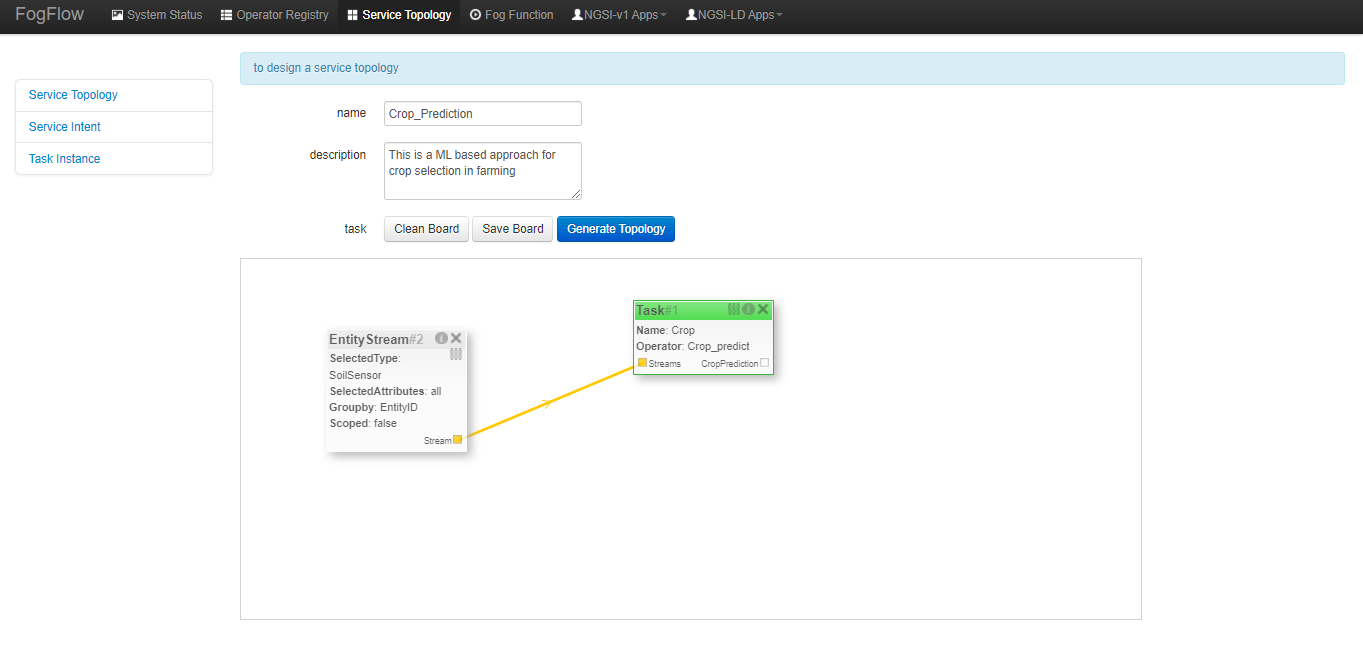 FogFlow System Status Operator Registry Service Topology Fog Function NGSI-v1 Apps NGSI-LD Apps
Service Topology
Service Intent
Task Instance
to design a service topology
name Crop_Prediction
description This is a ML based approach for
crop selection in farming
task Clean Board Save Board Generate Topology
EntityStream#2
SelectedType:
SoilSensor
SelectedAttributes: all
Groupby: EntityID
Scoped: false
Stream
Task#1
Name: Crop
Operator: Crop_predict
Streams CropPrediction